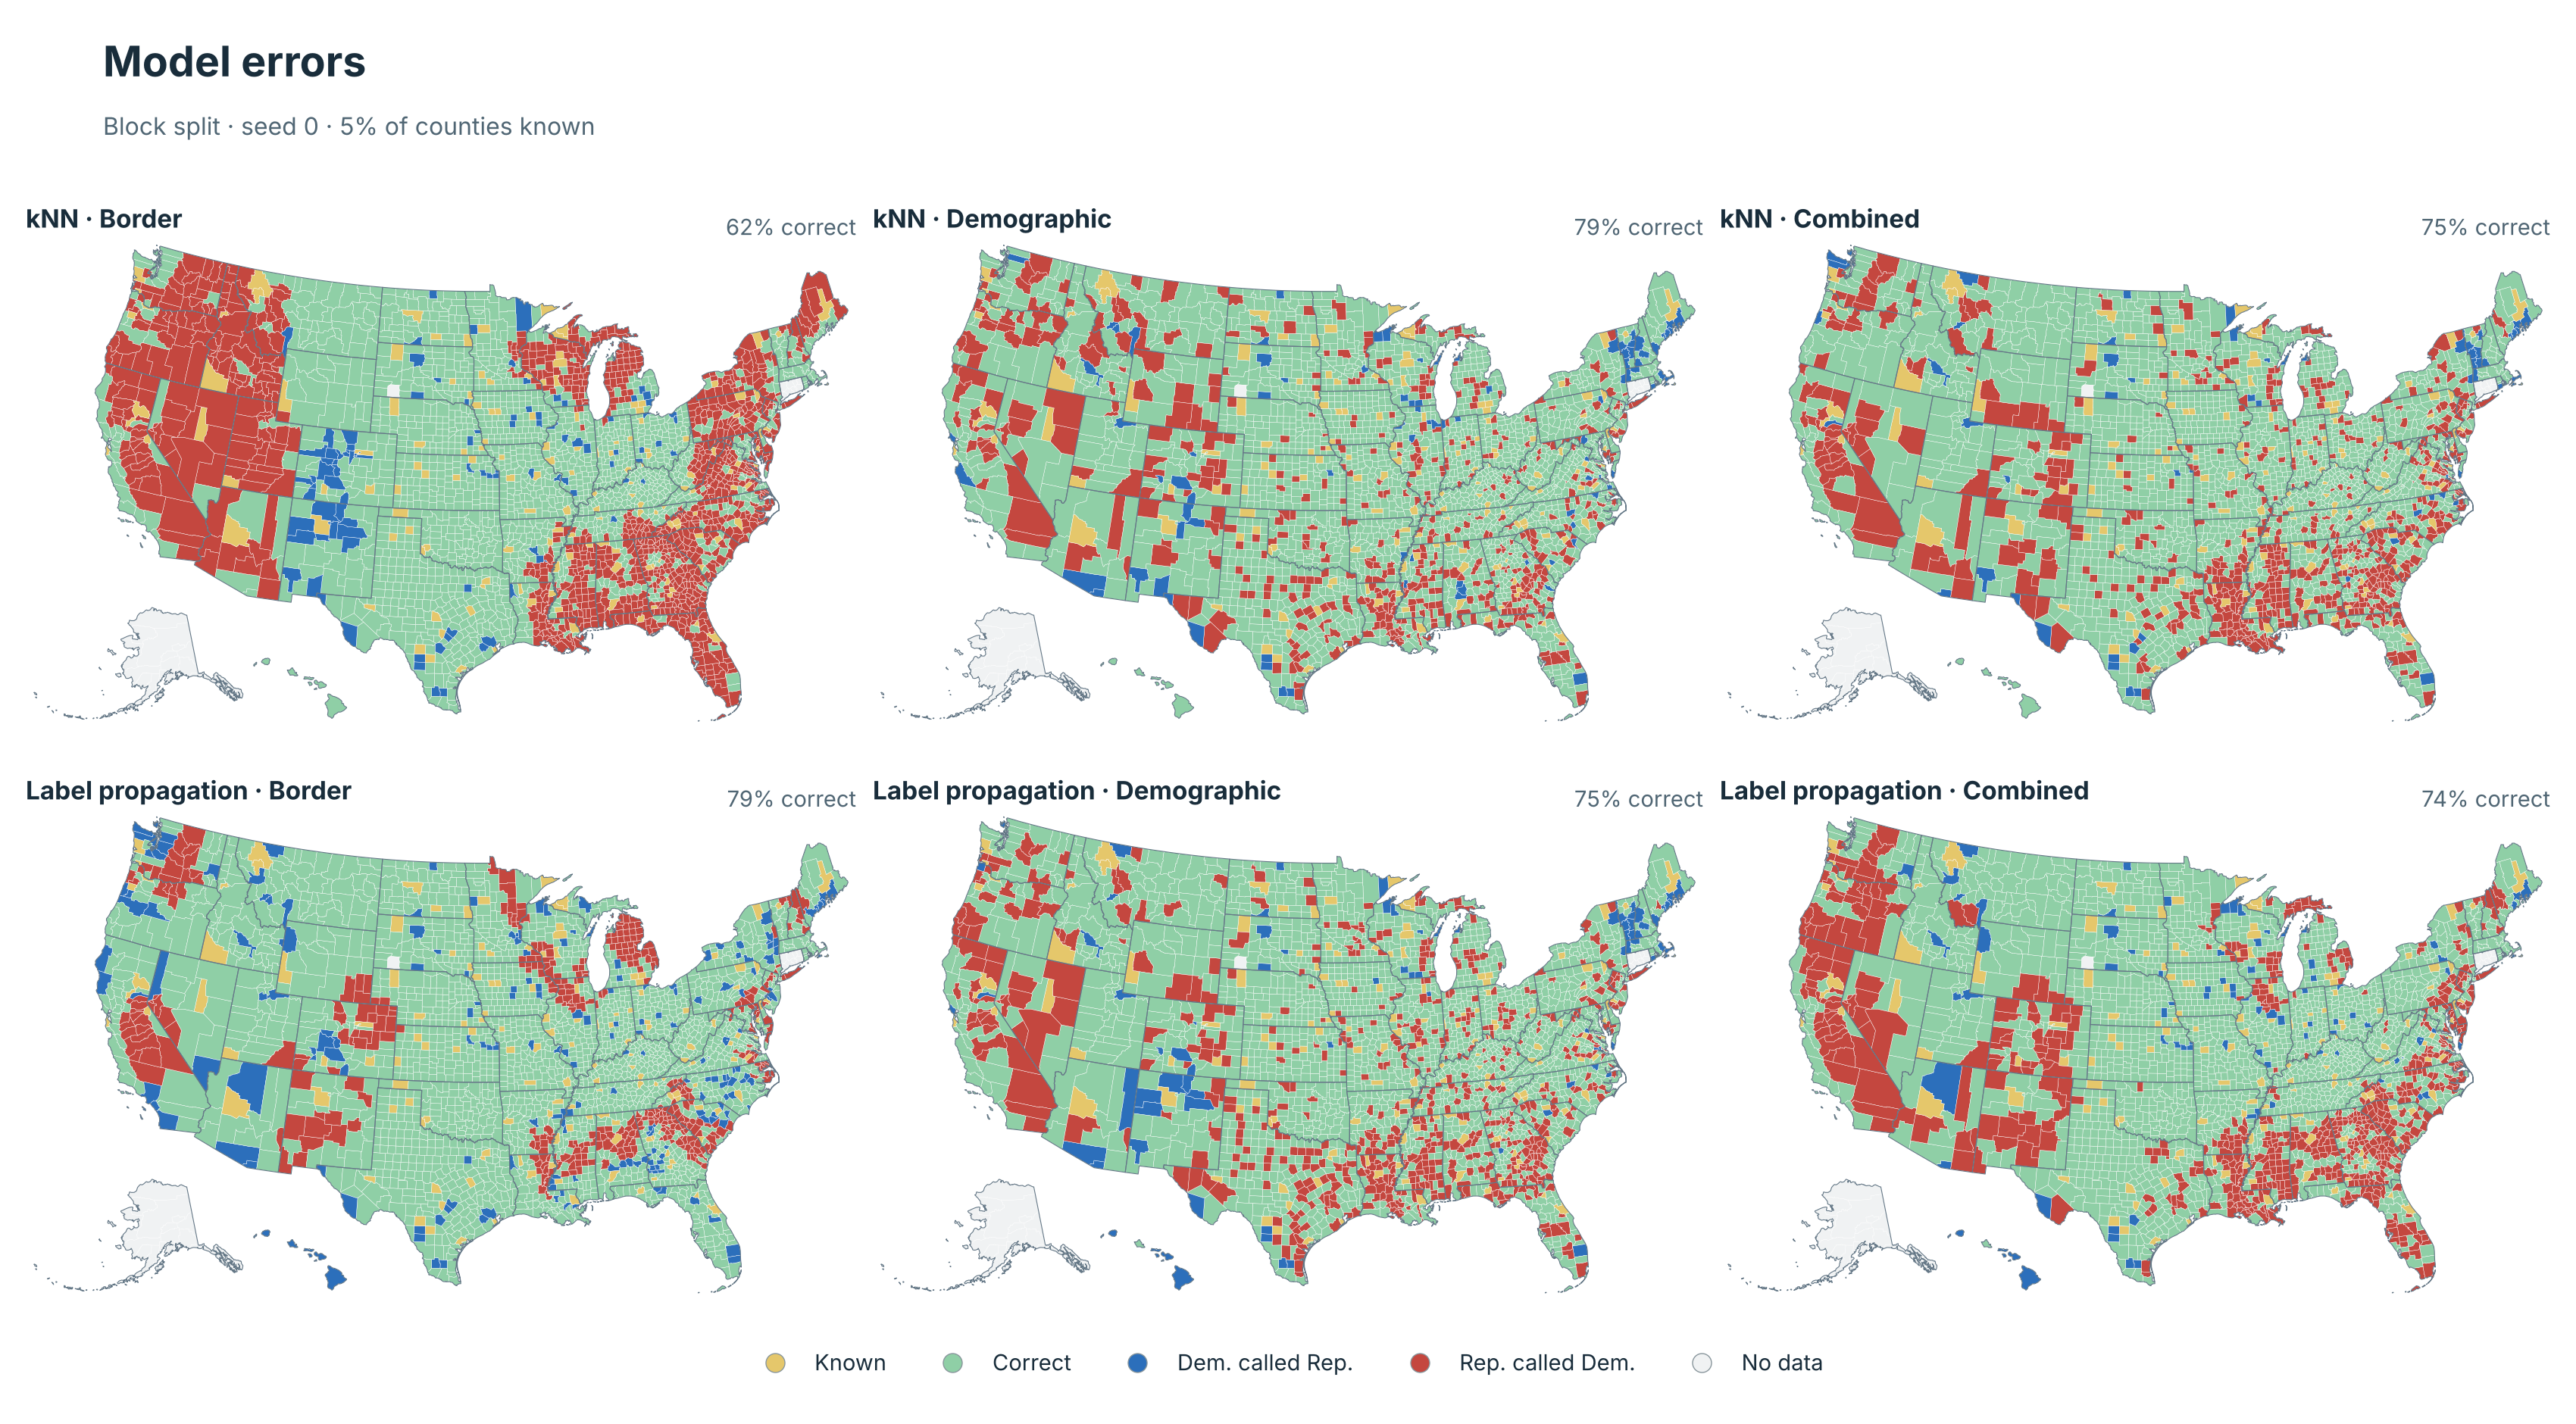 Model errors
Block split · seed 0 · 5% of counties known
kNN · Border
62% correct
kNN · Demographic
79% correct
kNN · Combined
75% correct
Label propagation · Border
79% correct
Label propagation · Demographic
75% correct
Label propagation · Combined
74% correct
Known
Correct
Dem. called Rep.
Rep. called Dem.
No data